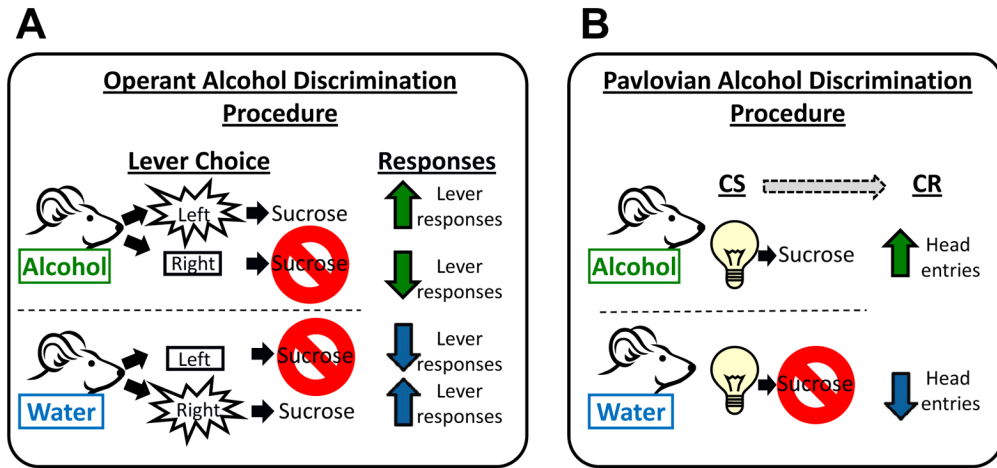 A
Operant Alcohol Discrimination
Procedure
Lever Choice
Responses
Left
Sucrose
Lever
responses
Alcohol
Right
Sucrose
Lever
responses
Left
Sucrose
Lever
responses
Water
Right
Sucrose
Lever
responses
B
Pavlovian Alcohol Discrimination
Procedure
CS
CR
Alcohol
Sucrose
Head
entries
Water
Sucrose
Head
entries